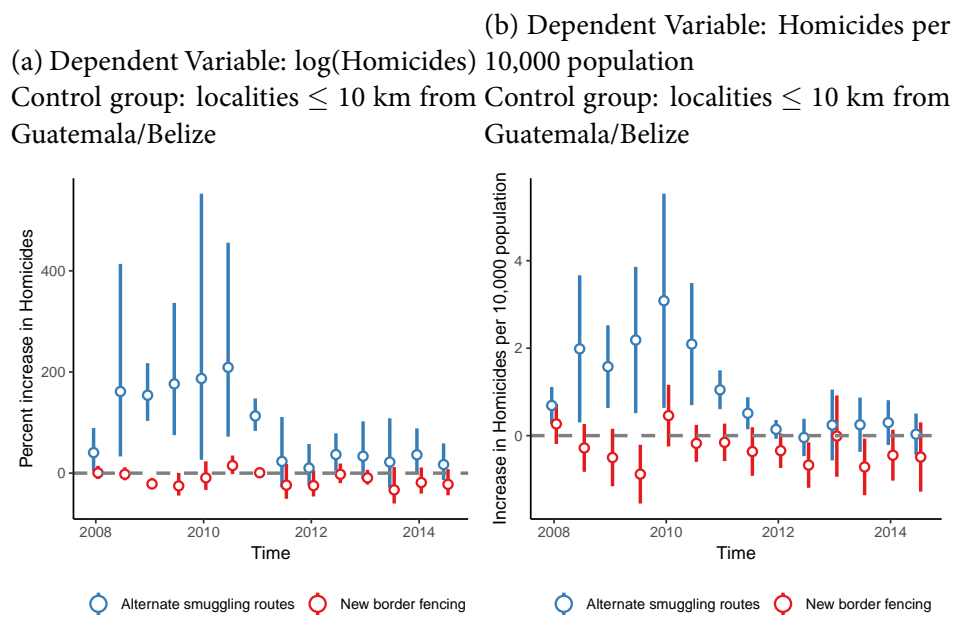 (a) Dependent Variable: log(Homicides)
Control group: localities ≤ 10 km from
Guatemala/Belize
Percent increase in Homicides
400
200
0
2008
2010
2012
2014
Time
Alternate smuggling routes
New border fencing
(b) Dependent Variable: Homicides per
10,000 population
Control group: localities ≤ 10 km from
Guatemala/Belize
Increase in Homicides per 10,000 population
4
2
0
2008
2010
2012
2014
Time
Alternate smuggling routes
New border fencing